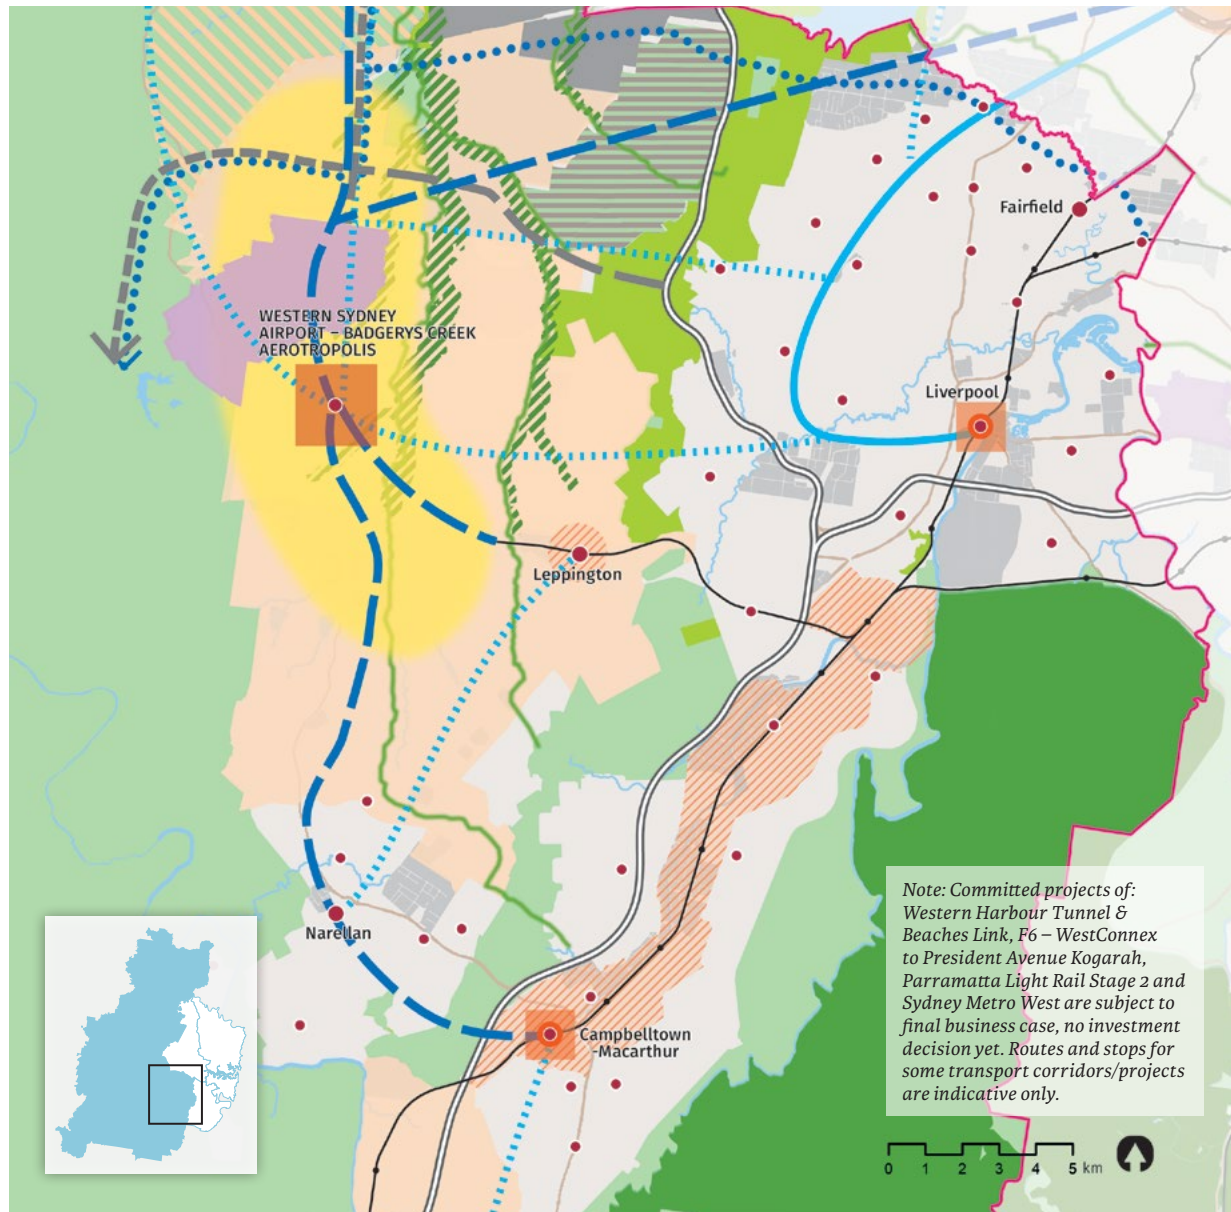 Fairfield
WESTERN SYDNEY
AIRPORT – BADGERYS CREEK
AEROTROPOLIS
Liverpool
Leppington
Narellan
Campbelltown
-Macarthur
Note: Committed projects of:
Western Harbour Tunnel &
Beaches Link, F6 – WestConnex
to President Avenue Kogarah,
Parramatta Light Rail Stage 2 and
Sydney Metro West are subject to
final business case, no investment
decision yet. Routes and stops for
some transport corridors/projects
are indicative only.
0 1 2 3 4 5 km